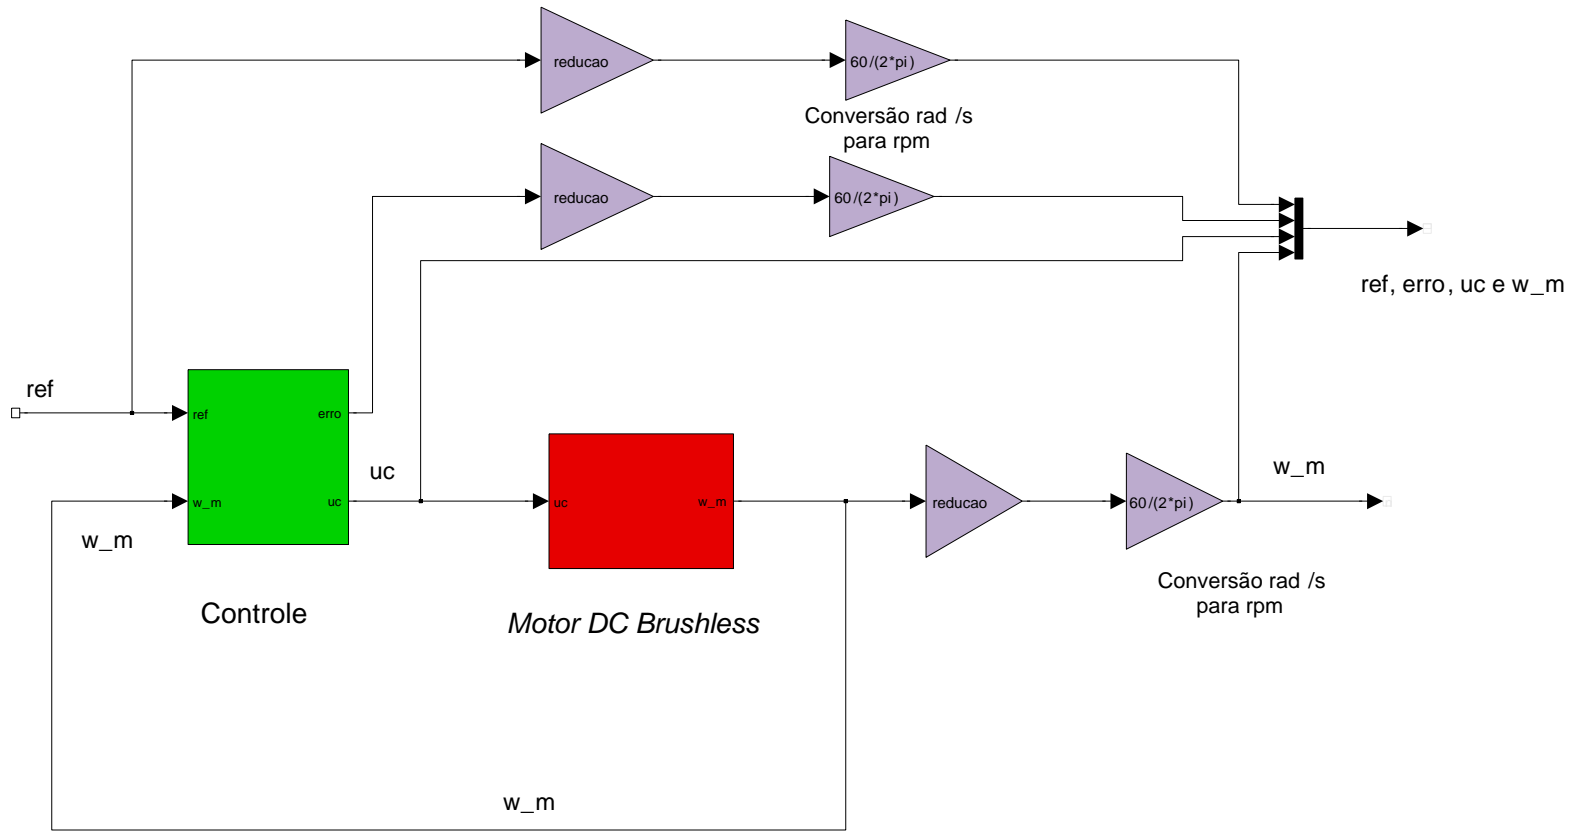 reducao
60/(2*pi)
Conversão rad /s
para rpm
reducao
60/(2*pi)
ref, erro, uc e w_m
ref
ref
erro
uc
w_m
w_m
uc
uc
w_m
reducao
60/(2*pi)
w_m
w_m
Controle
Motor DC Brushless
Conversão rad /s
para rpm
w_m